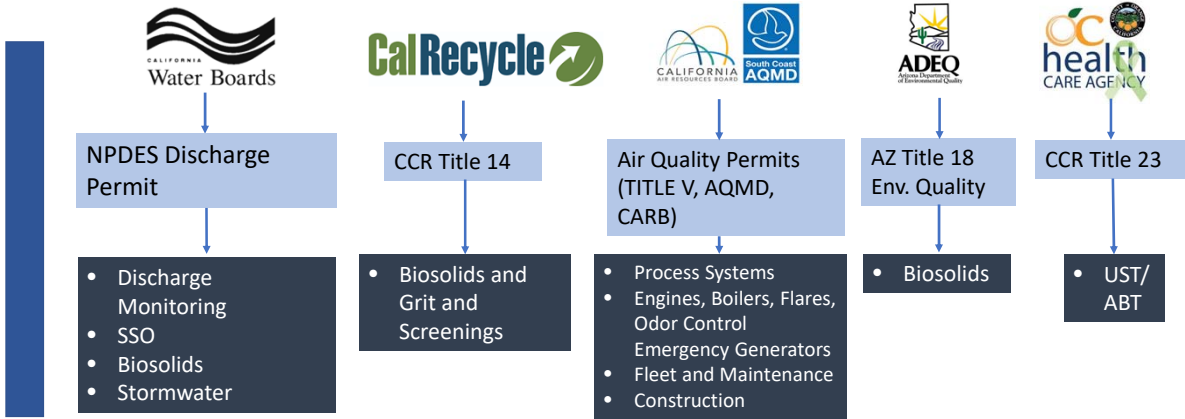 CALIFORNIA
Water Boards
CalRecycle
CALIFORNIA
AIR RESOURCES BOARD
South Coast
AQMD
ADEQ
Arizona Department
of Environmental Quality
OC
health
CARE AGENCY
NPDES Discharge
Permit
CCR Title 14
Air Quality Permits
(TITLE V, AQMD,
CARB)
AZ Title 18
Env. Quality
CCR Title 23
• Discharge
Monitoring
• SSO
• Biosolids
• Stormwater
• Biosolids and
Grit and
Screenings
• Process Systems
• Engines, Boilers, Flares,
Odor Control
Emergency Generators
• Fleet and Maintenance
• Construction
• Biosolids
• UST/
ABT